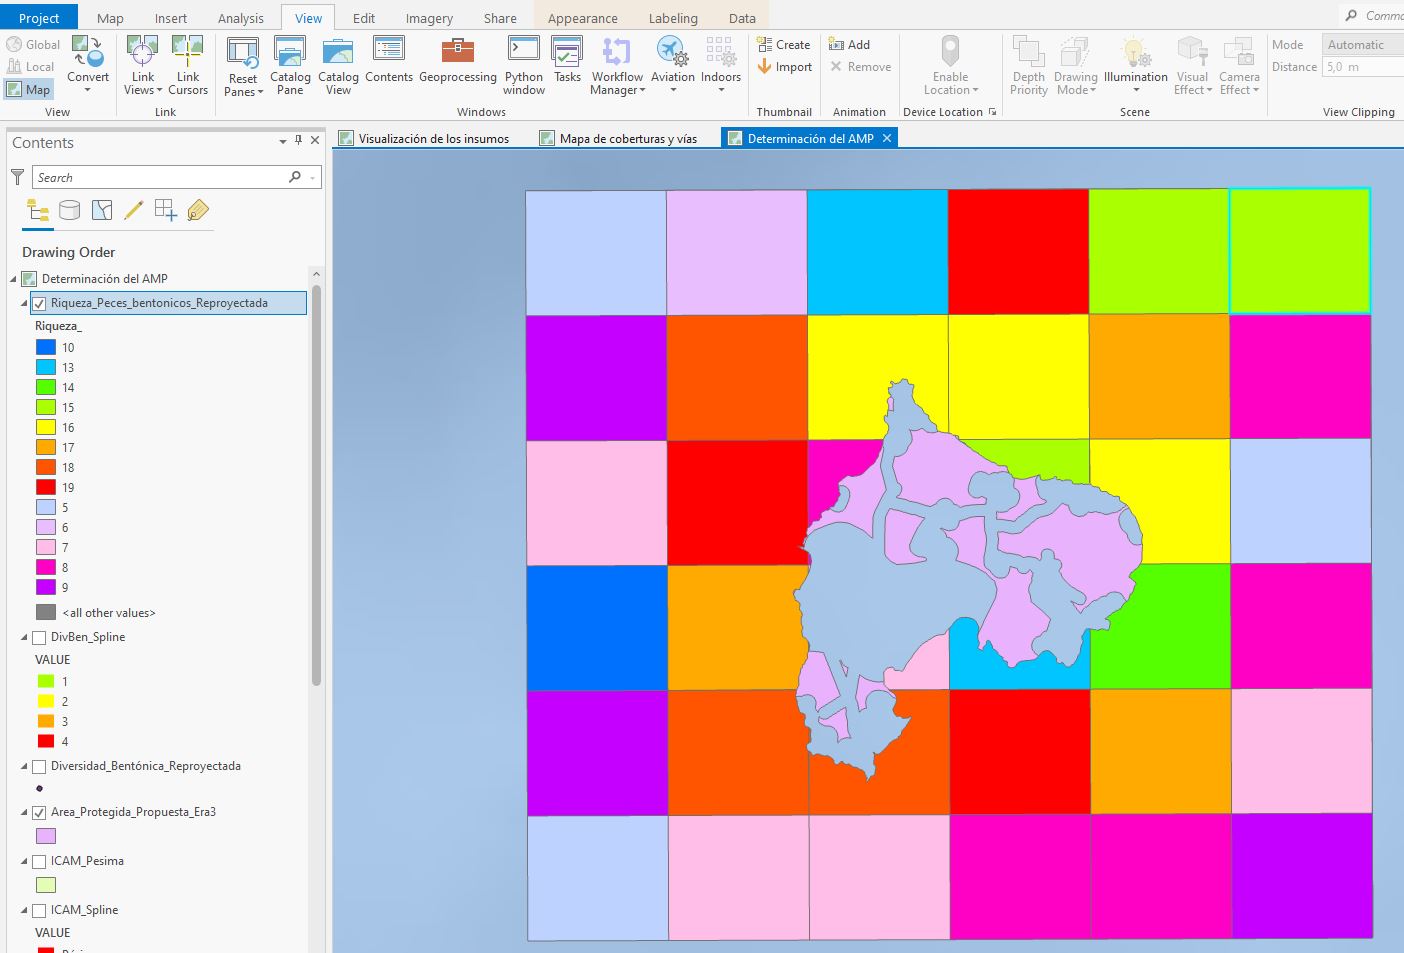 Project Map Insert Analysis View Edit Imagery Share Appearance Labeling Data
Global
Local
Map
Convert
Link Views
Link Cursors
Reset Panes
Catalog Pane
Catalog View
Contents
Geoprocessing
Python window
Tasks
Workflow Manager
Aviation
Indoors
Create
Import
Add
Remove
Enable Location
Depth Priority
Drawing Mode
Illumination
Visual Effect
Camera Effect
Mode Automatic
Distance 5,0 m
View Link Windows Thumbnail Animation Device Location Scene View Clipping
Contents
Search
Visualización de los insumos
Mapa de coberturas y vías
Determinación del AMP
Drawing Order
Determinación del AMP
Riqueza_Peces_bentonicos_Reproyectada
Riqueza_
10
13
14
15
16
17
18
19
5
6
7
8
9
<all other values>
DivBen_Spline
VALUE
1
2
3
4
Diversidad_Bentónica_Reproyectada
Area_Protegida_Propuesta_Era3
ICAM_Pesima
ICAM_Spline
VALUE